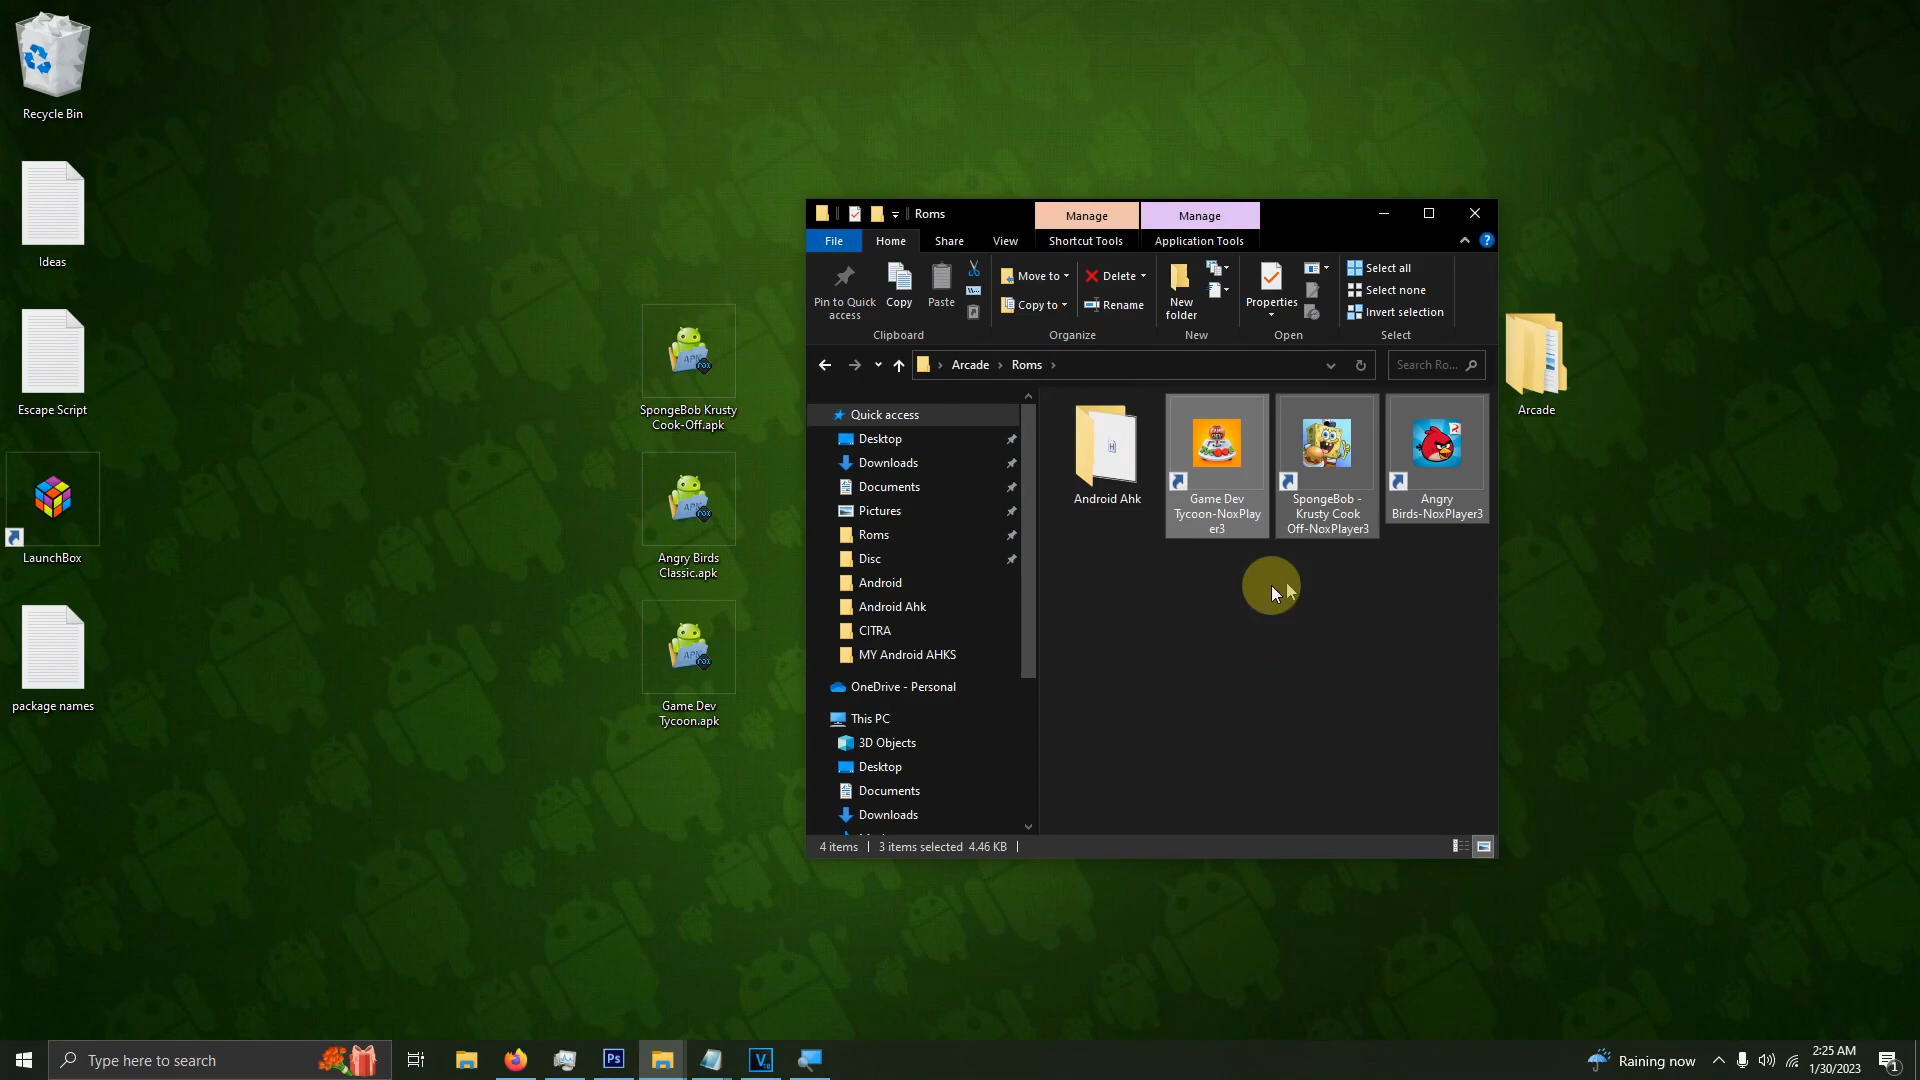 Recycle Bin
Ideas
Escape Script
LaunchBox
package names
SpongeBob Krusty
Cook-Off.apk
Angry Birds
Classic.apk
Game Dev
Tycoon.apk
Roms
Manage
Manage
File
Home
Share
View
Shortcut Tools
Application Tools
Pin to Quick
access
Copy
Paste
Move to
Copy to
Delete
Rename
New
folder
Properties
Select all
Select none
Invert selection
Clipboard
Organize
New
Open
Select
Arcade
Roms
Search Ro...
Quick access
Desktop
Downloads
Documents
Pictures
Roms
Disc
Android
Android Ahk
CITRA
MY Android AHKS
OneDrive - Personal
This PC
3D Objects
Desktop
Documents
Downloads
Android Ahk
Game Dev
Tycoon-NoxPlay
er3
SpongeBob -
Krusty Cook
Off-NoxPlayer3
Angry
Birds-NoxPlayer3
4 items
3 items selected 4.46 KB
Arcade
Type here to search
Ps
Raining now
2:25 AM
1/30/2023
1